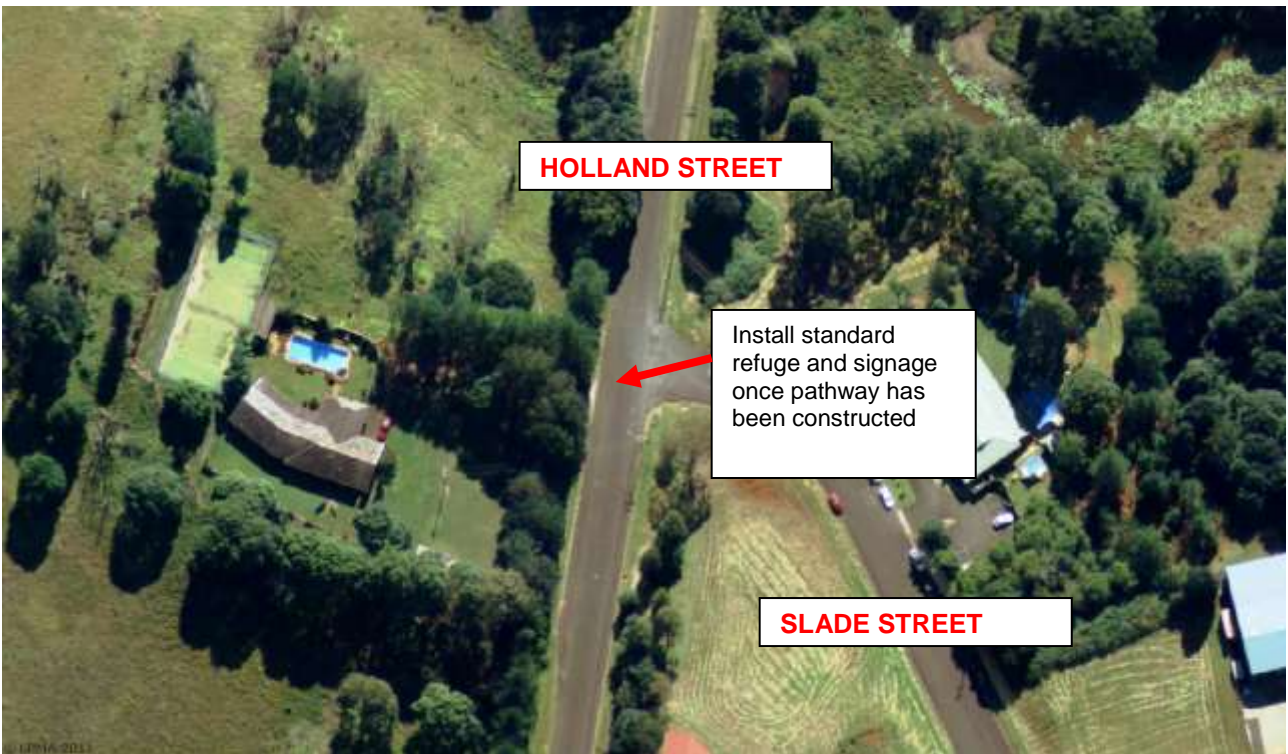 HOLLAND STREET
Install standard
refuge and signage
once pathway has
been constructed
SLADE STREET